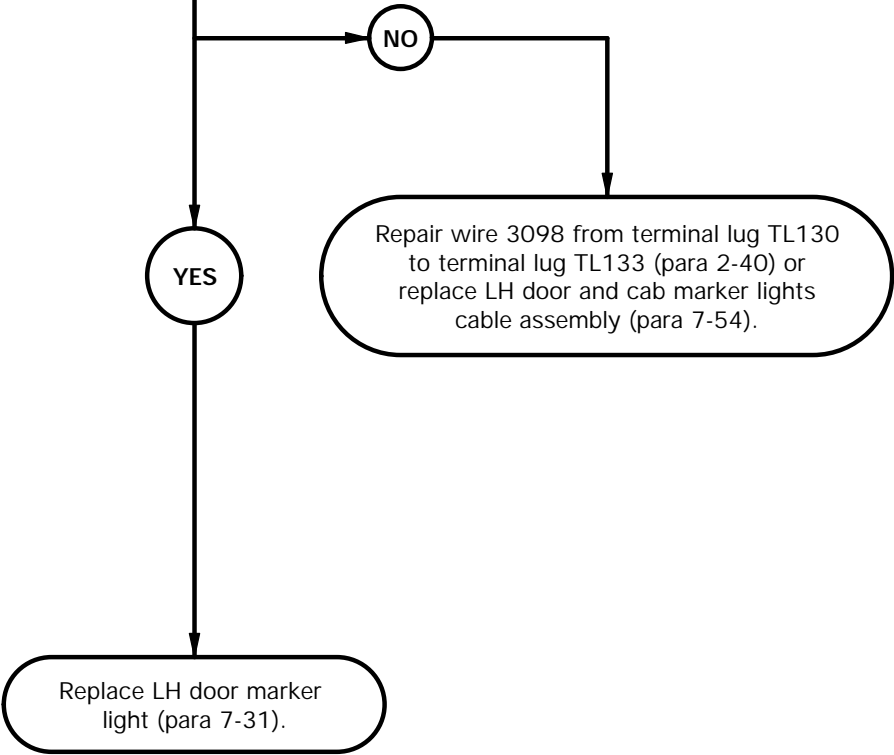 NO
YES
Repair wire 3098 from terminal lug TL130
to terminal lug TL133 (para 2-40) or
replace LH door and cab marker lights
cable assembly (para 7-54).
Replace LH door marker
light (para 7-31).